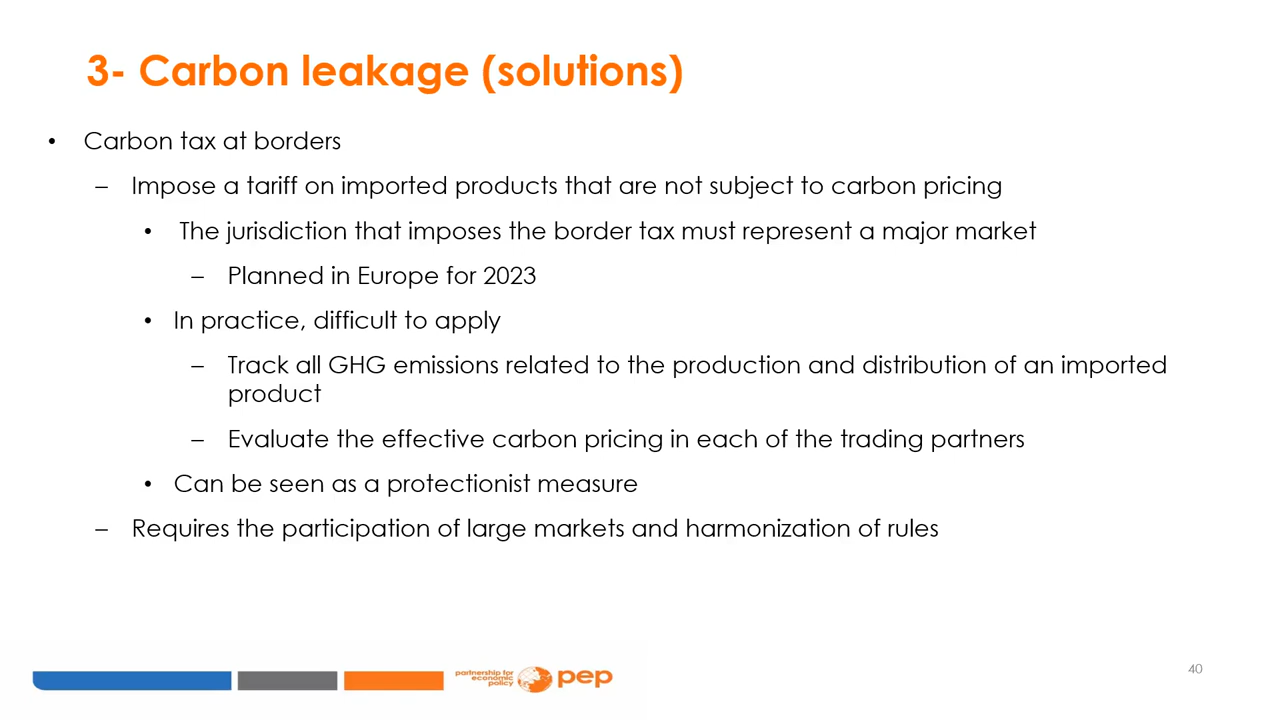 3- Carbon leakage (solutions)
• Carbon tax at borders
– Impose a tariff on imported products that are not subject to carbon pricing
• The jurisdiction that imposes the border tax must represent a major market
– Planned in Europe for 2023
• In practice, difficult to apply
– Track all GHG emissions related to the production and distribution of an imported
product
– Evaluate the effective carbon pricing in each of the trading partners
• Can be seen as a protectionist measure
– Requires the participation of large markets and harmonization of rules
partnership for
economic
policy
pep
40